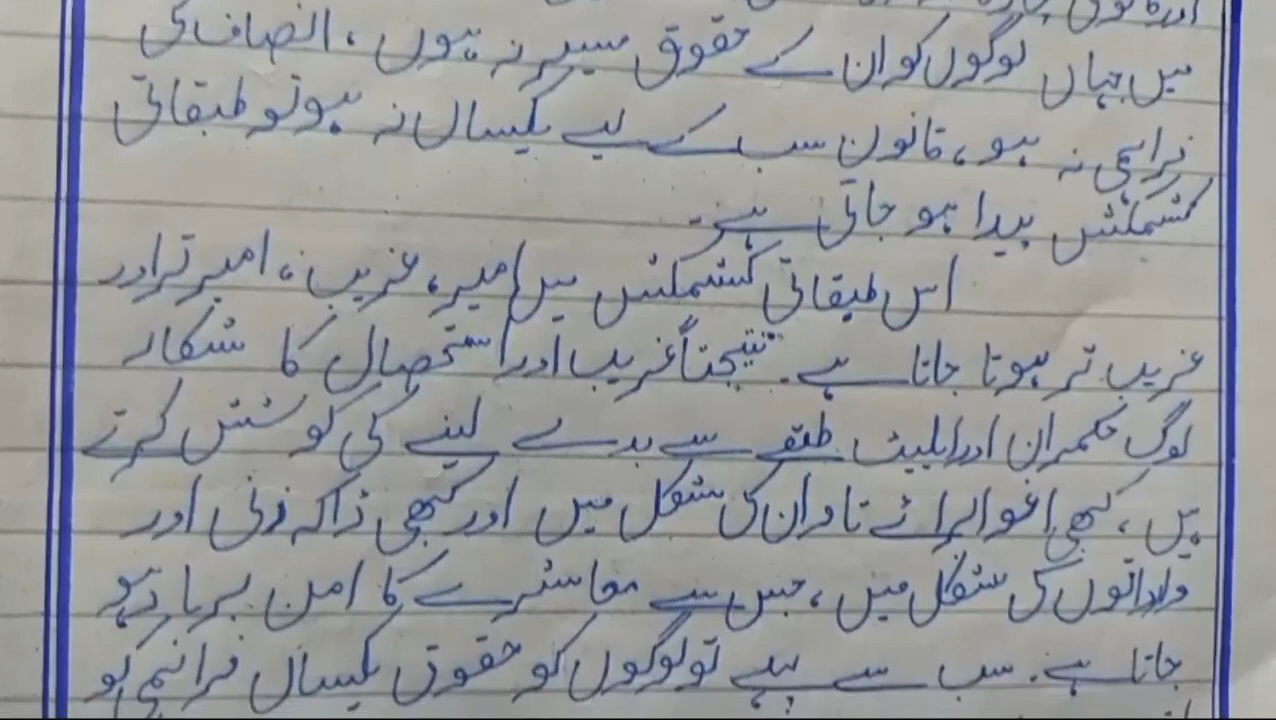 میں جہاں لوگوں کو ان کے حقوق میسر نہ ہوں، انصاف کی
فراہمی نہ ہو، قانون سب کے لیے یکساں نہ ہو تو طبقاتی
کشمکش پیدا ہو جاتی ہے۔
اس طبقاتی کشمکش میں امیر، غریب، امیر تر اور
غریب تر ہوتا جاتا ہے۔ نتیجتاً غریب اور استحصال کا شکار
لوگ حکمران اور ایلیٹ طبقے سے بدلے لینے کی کوشش کرتے
ہیں، کبھی اغوا برائے تاوان کی شکل میں اور کبھی ڈاکہ زنی اور
وارداتوں کی شکل میں، جس سے معاشرے کا امن برباد ہو
جاتا ہے۔ سب سے پہلے تو لوگوں کو حقوق یکساں فراہمی کو